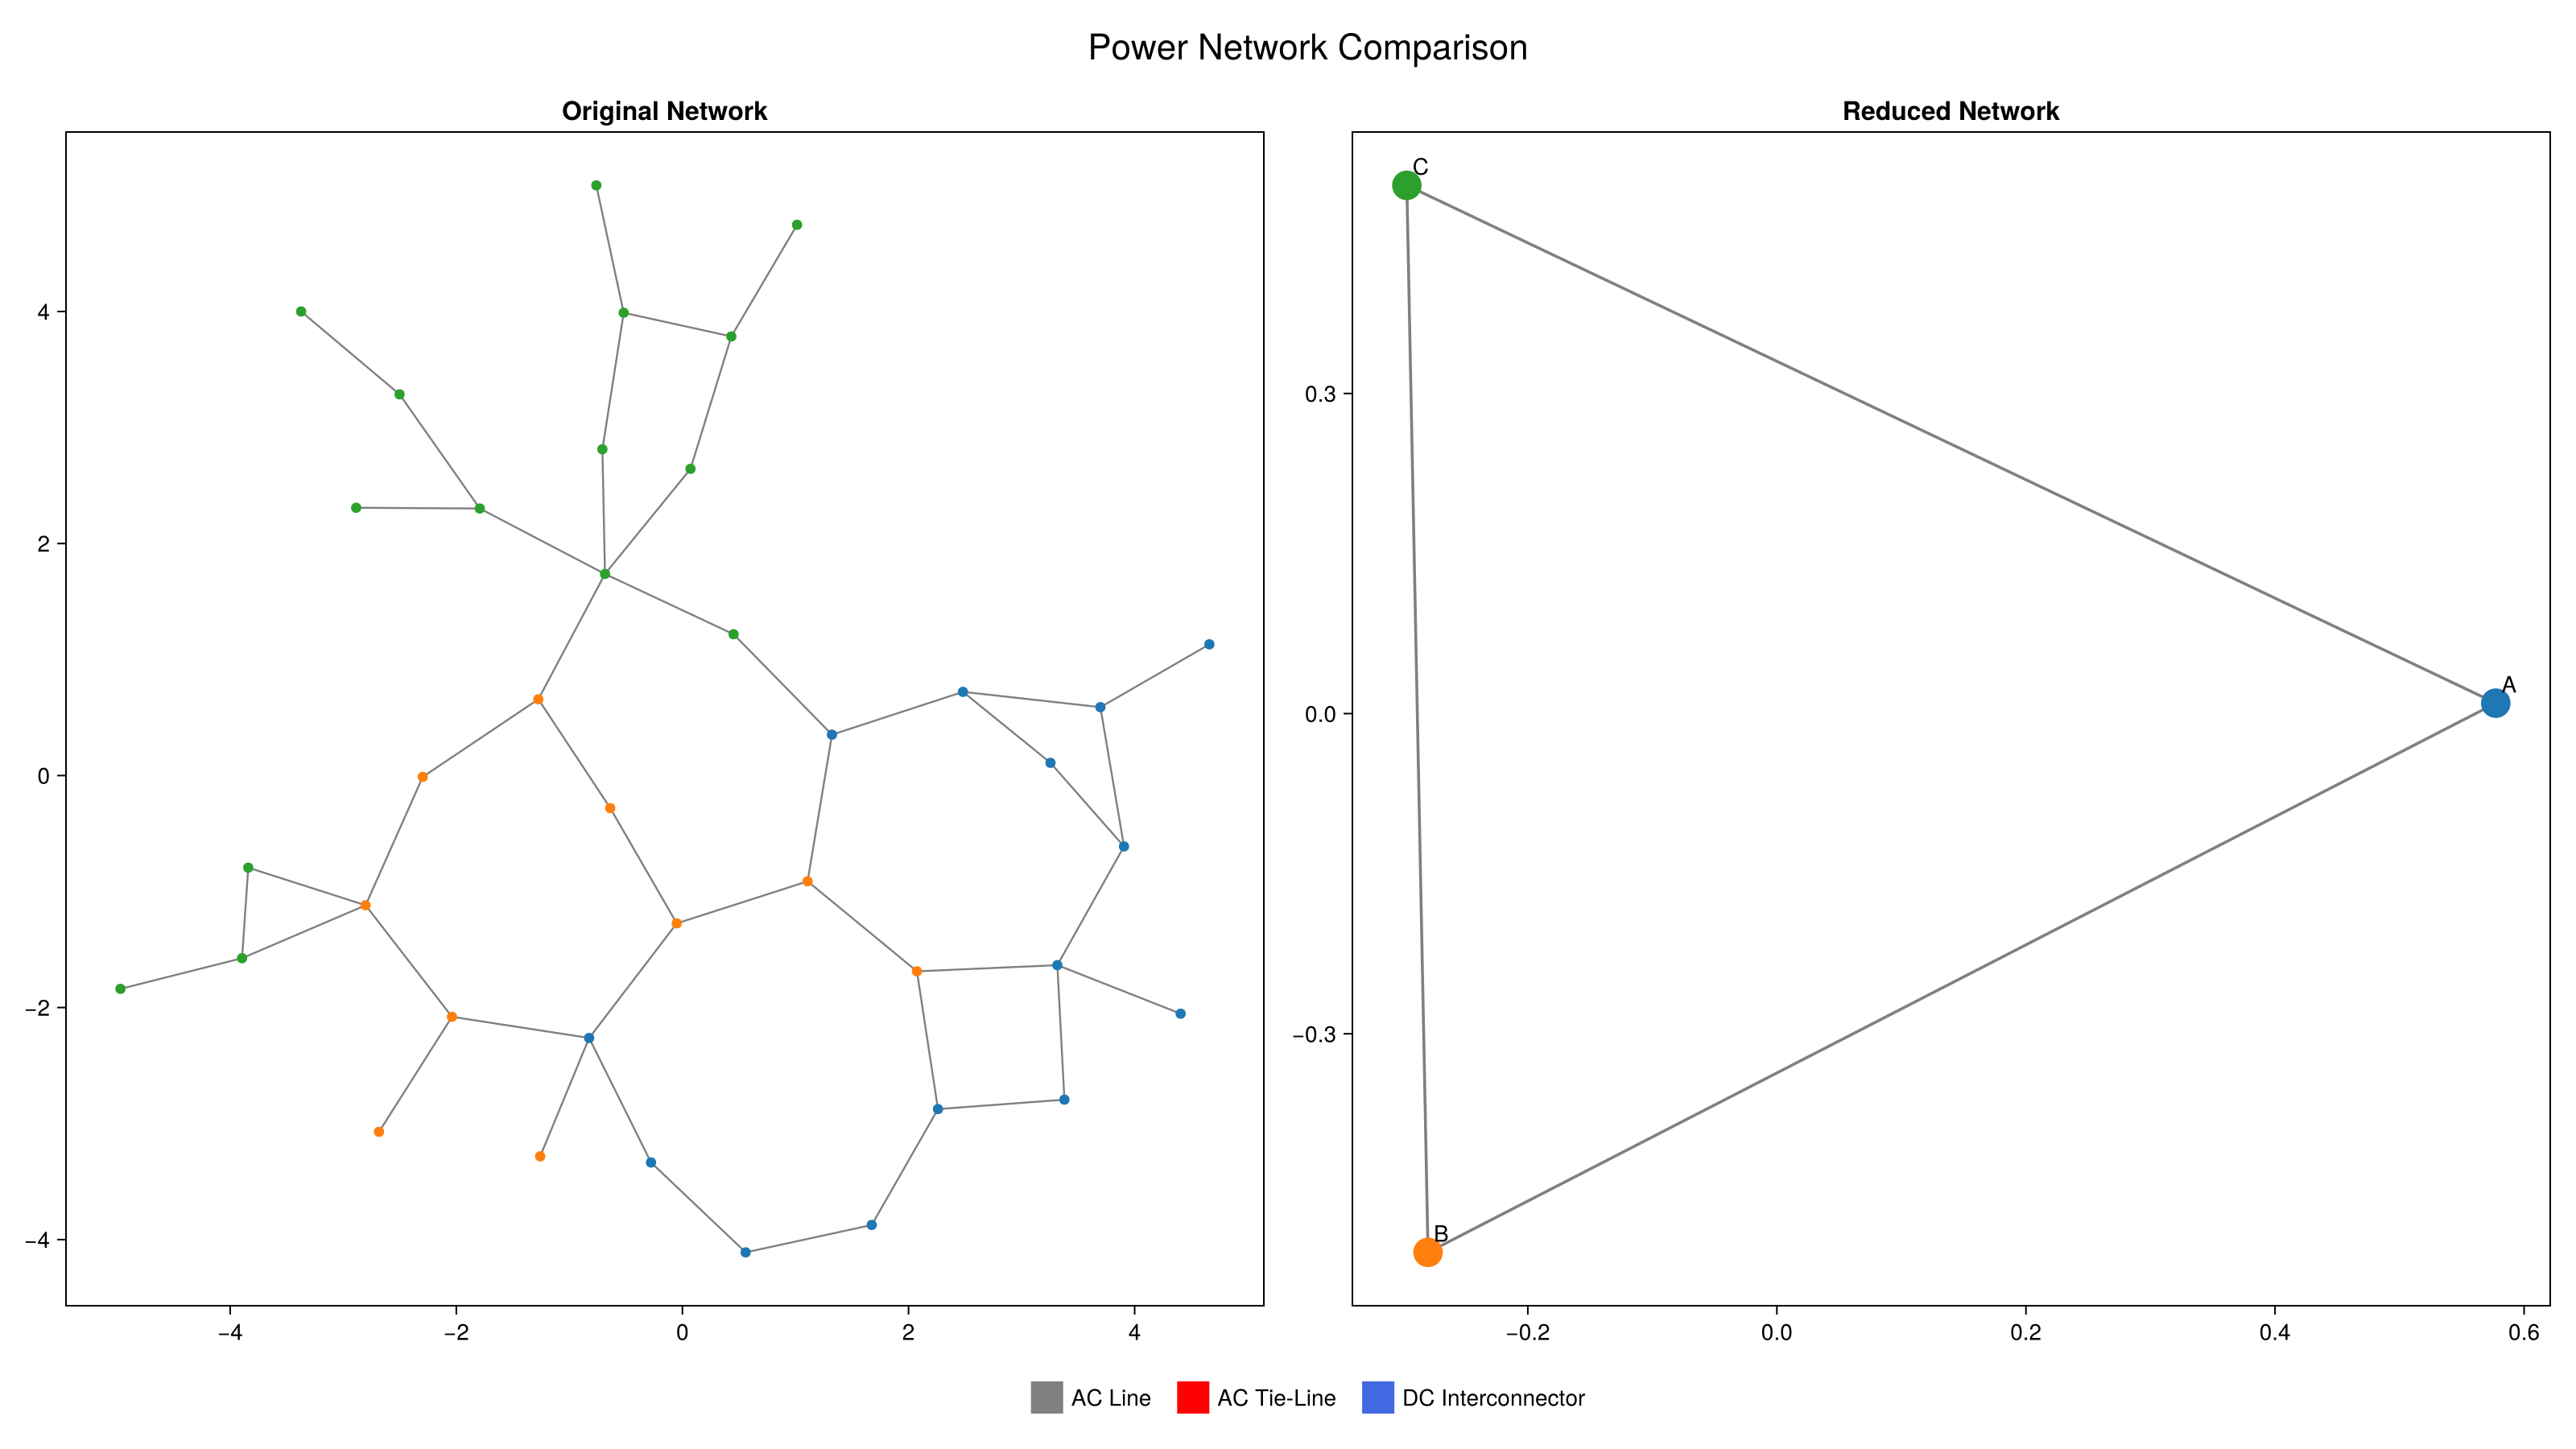 Power Network Comparison
Original Network
4
2
0
−2
−4
−4 −2 0 2 4
Reduced Network
C
0.3
A
0.0
−0.3
B
−0.2 0.0 0.2 0.4 0.6
AC Line AC Tie-Line DC Interconnector